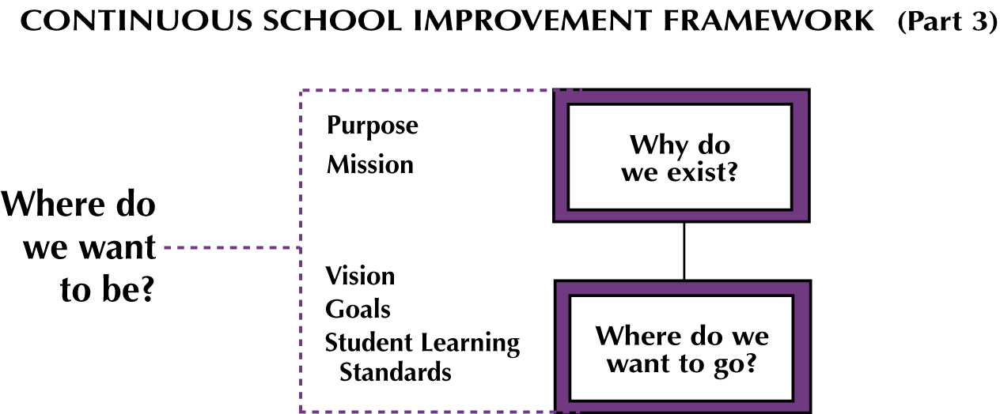 CONTINUOUS SCHOOL IMPROVEMENT FRAMEWORK (Part 3)
Where do
we want
to be?
Purpose
Mission
Why do
we exist?
Vision
Goals
Student Learning
Standards
Where do we
want to go?